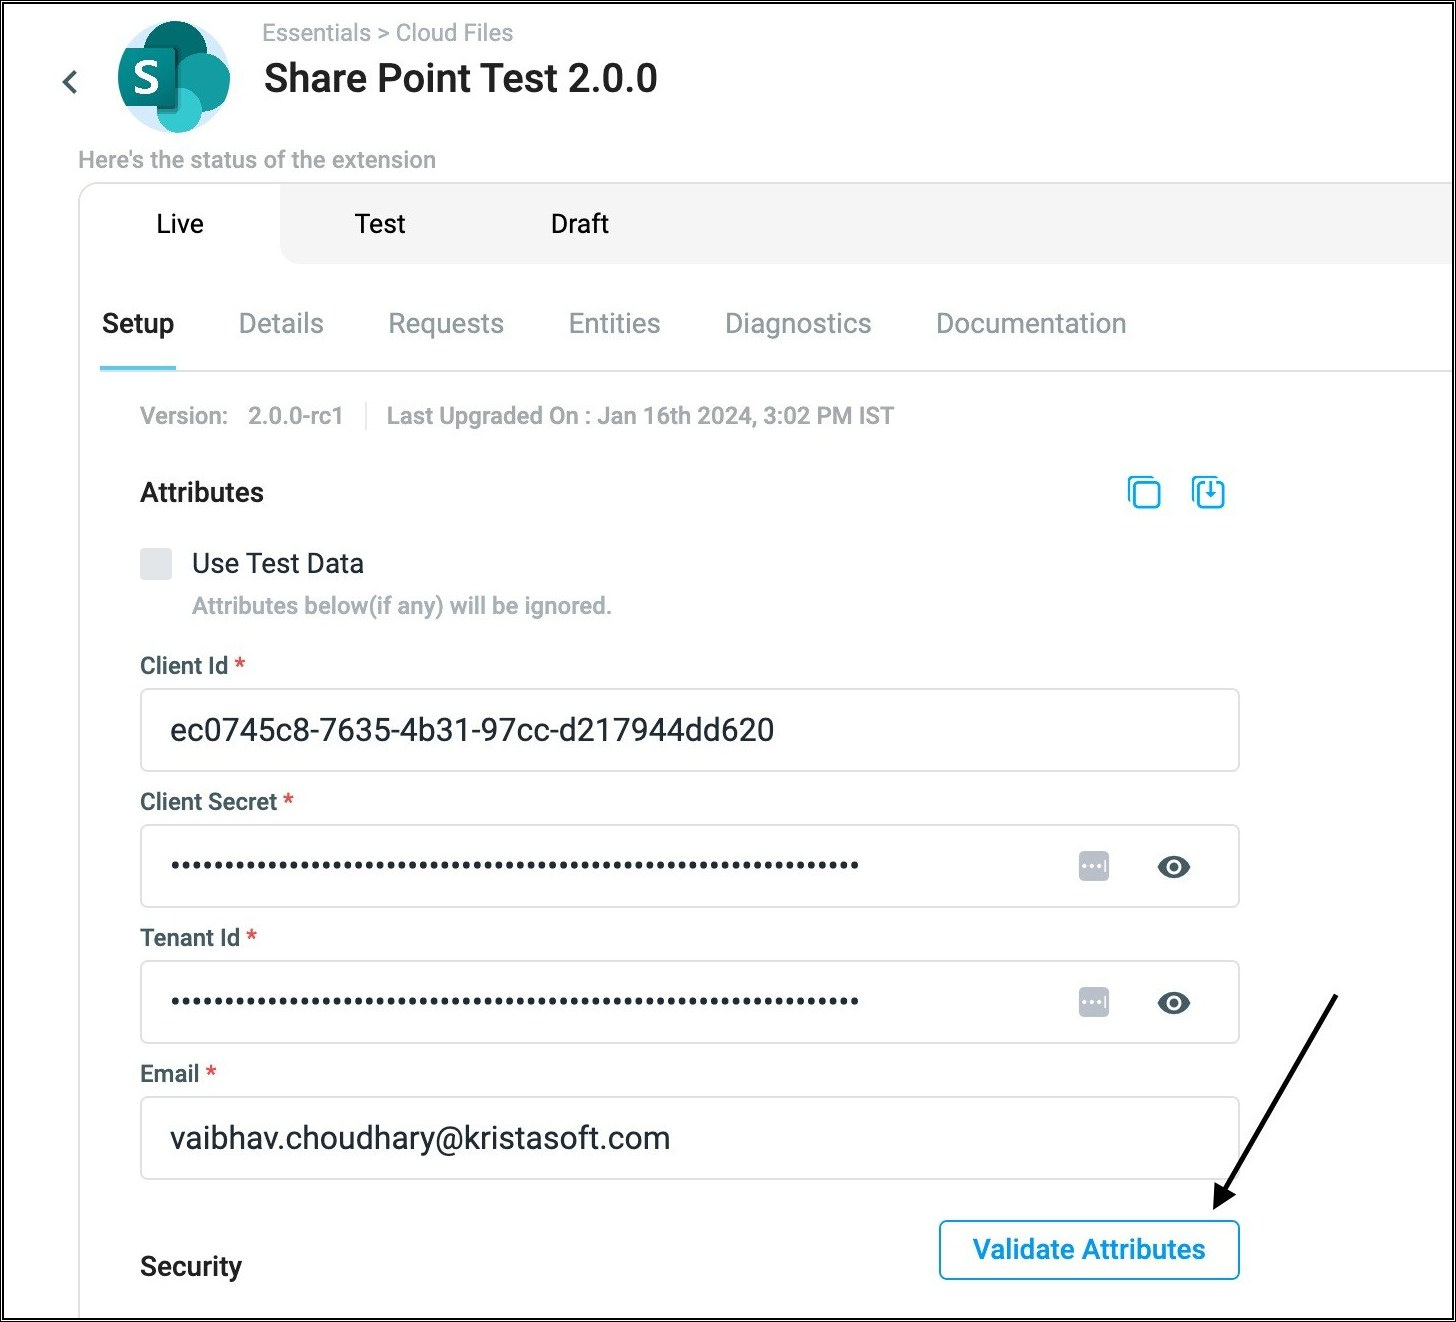 Essentials > Cloud Files
S
Share Point Test 2.0.0
Here's the status of the extension
Live Test Draft
Setup Details Requests Entities Diagnostics Documentation
Version: 2.0.0-rc1 Last Upgraded On : Jan 16th 2024, 3:02 PM IST
Attributes
Use Test Data
Attributes below(if any) will be ignored.
Client Id *
ec0745c8-7635-4b31-97cc-d217944dd620
Client Secret *
Tenant Id *
Email *
vaibhav.choudhary@kristasoft.com
Validate Attributes
Security